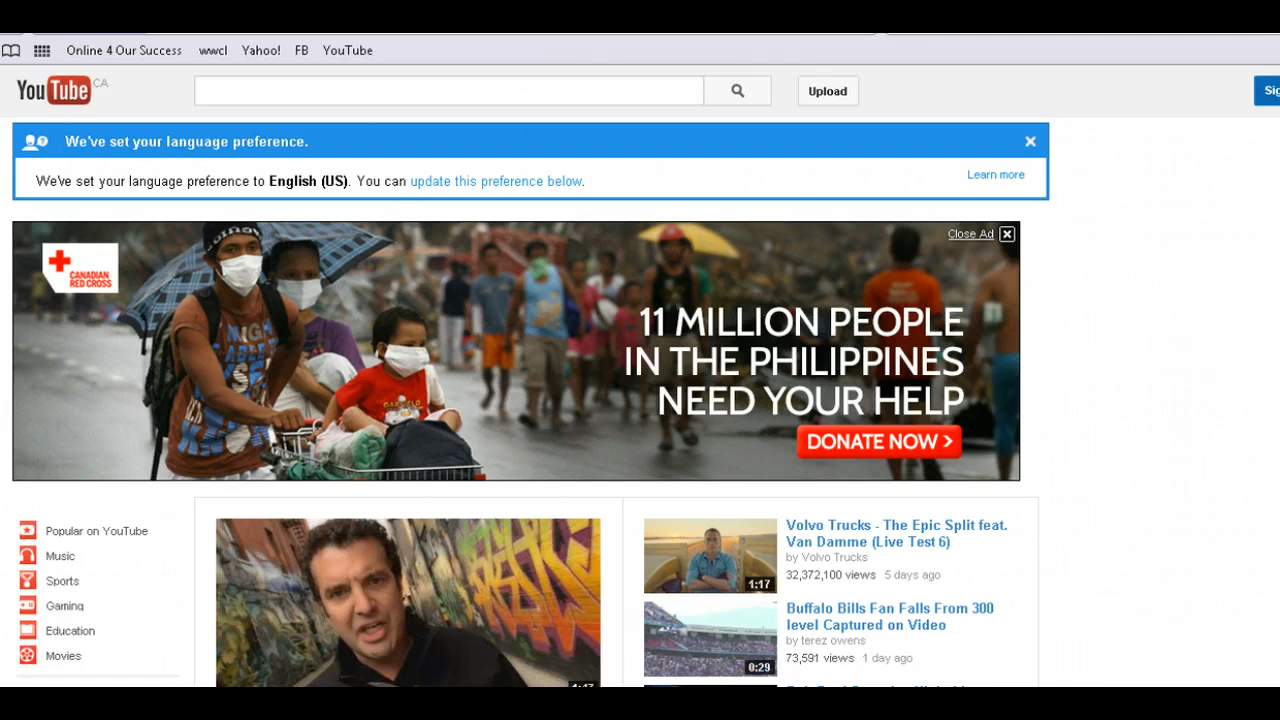 Online 4 Our Success wwcl Yahoo! FB YouTube
YouTube CA
Upload
Sig
We've set your language preference.
We've set your language preference to English (US). You can update this preference below.
Learn more
Close Ad
CANADIAN
RED CROSS
11 MILLION PEOPLE
IN THE PHILIPPINES
NEED YOUR HELP
DONATE NOW >
Popular on YouTube
Music
Sports
Gaming
Education
Movies
Volvo Trucks - The Epic Split feat.
Van Damme (Live Test 6)
by Volvo Trucks
32,372,100 views 5 days ago
1:17
Buffalo Bills Fan Falls From 300
level Captured on Video
by terez owens
73,591 views 1 day ago
0:29